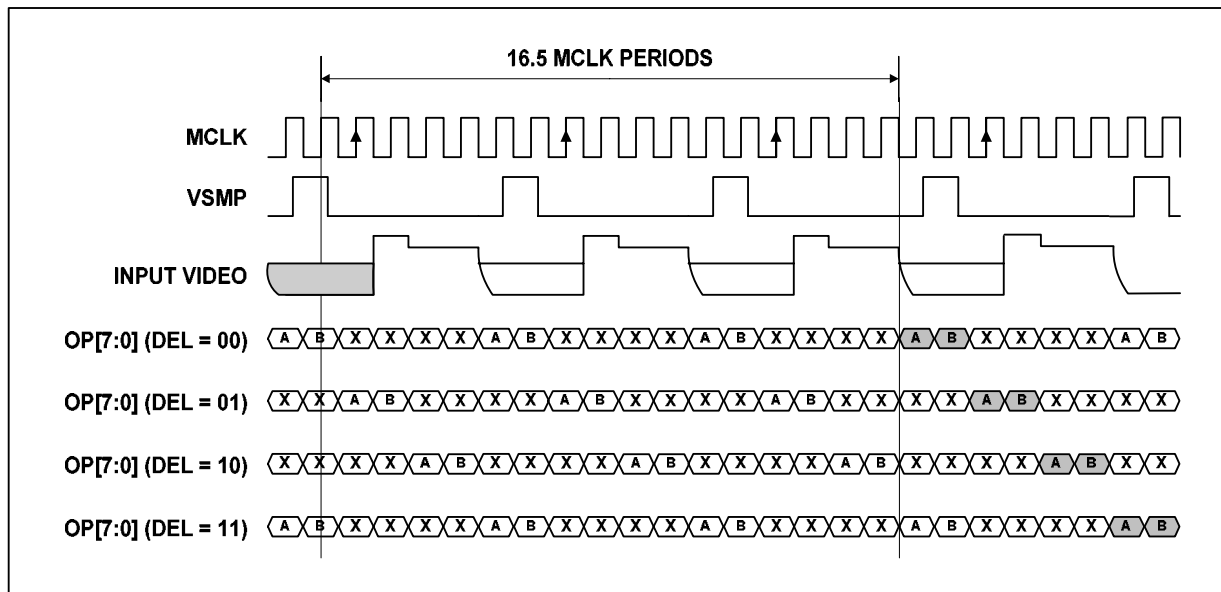 16.5 MCLK PERIODS
MCLK
VSMP
INPUT VIDEO
OP[7:0] (DEL = 00) A B X X X X A B X X X X A B X X X X A B X X X X A B
OP[7:0] (DEL = 01) X X A B X X X X A B X X X X A B X X X X A B X X X X
OP[7:0] (DEL = 10) X X X X A B X X X X A B X X X X A B X X X X A B X X
OP[7:0] (DEL = 11) A B X X X X A B X X X X A B X X X X A B X X X X A B